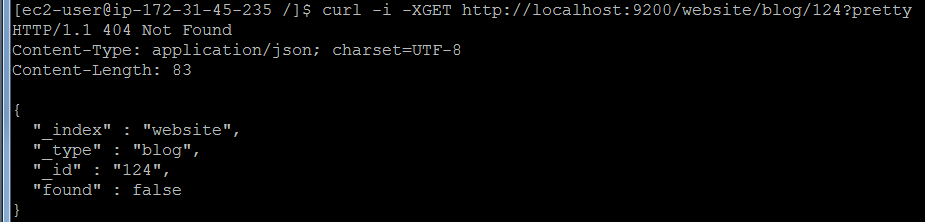 [ec2-user@ip-172-31-45-235 /]$ curl -i -XGET http://localhost:9200/website/blog/124?pretty
HTTP/1.1 404 Not Found
Content-Type: application/json; charset=UTF-8
Content-Length: 83

{
  "_index" : "website",
  "_type" : "blog",
  "_id" : "124",
  "found" : false
}